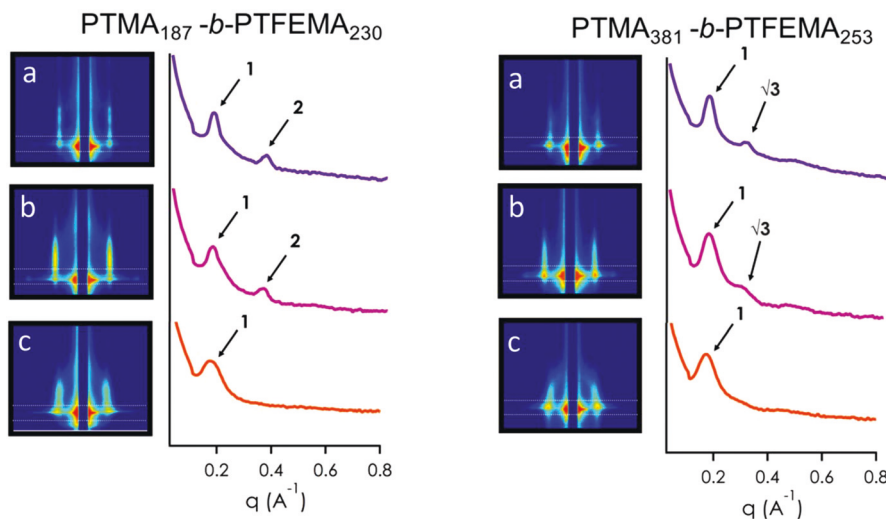 PTMA187 -b-PTFEMA230
a
1
2
b
1
2
c
1
0.2 0.4 0.6 0.8
q (A-1)
PTMA381 -b-PTFEMA253
a
1
√3
b
1
√3
c
1
0.2 0.4 0.6 0.8
q (A-1)